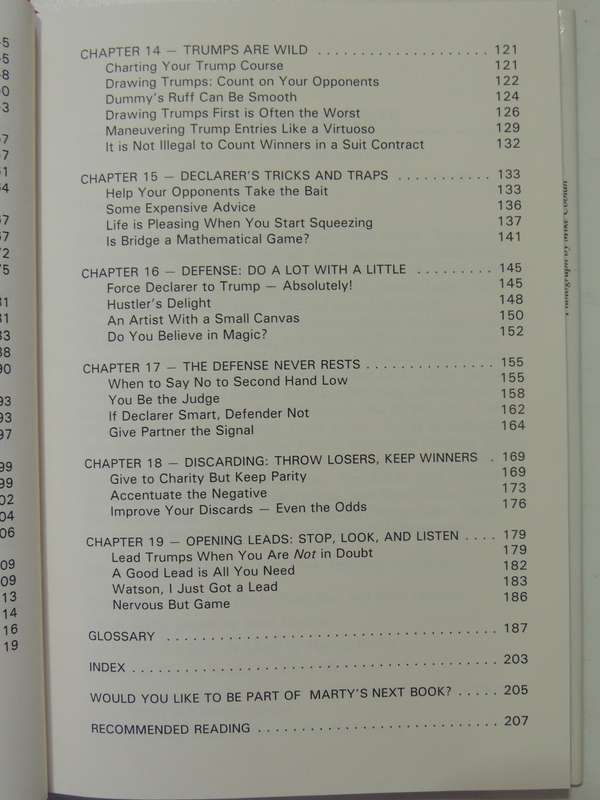 CHAPTER 14 — TRUMPS ARE WILD . . . . . . . . . . . . . . . . . . . . . 121
Charting Your Trump Course 121
Drawing Trumps: Count on Your Opponents 122
Dummy's Ruff Can Be Smooth 124
Drawing Trumps First is Often the Worst 126
Maneuvering Trump Entries Like a Virtuoso 129
It is Not Illegal to Count Winners in a Suit Contract 132
CHAPTER 15 — DECLARER'S TRICKS AND TRAPS . . . . . . . . . . . 133
Help Your Opponents Take the Bait 133
Some Expensive Advice 136
Life is Pleasing When You Start Squeezing 137
Is Bridge a Mathematical Game? 141
CHAPTER 16 — DEFENSE: DO A LOT WITH A LITTLE . . . . . . . . . 145
Force Declarer to Trump — Absolutely! 145
Hustler's Delight 148
An Artist With a Small Canvas 150
Do You Believe in Magic? 152
CHAPTER 17 — THE DEFENSE NEVER RESTS . . . . . . . . . . . . . . . 155
When to Say No to Second Hand Low 155
You Be the Judge 158
If Declarer Smart, Defender Not 162
Give Partner the Signal 164
CHAPTER 18 — DISCARDING: THROW LOSERS, KEEP WINNERS . 169
Give to Charity But Keep Parity 169
Accentuate the Negative 173
Improve Your Discards — Even the Odds 176
CHAPTER 19 — OPENING LEADS: STOP, LOOK, AND LISTEN . . . . 179
Lead Trumps When You Are Not in Doubt 179
A Good Lead is All You Need 182
Watson, I Just Got a Lead 183
Nervous But Game 186
GLOSSARY . . . . . . . . . . . . . . . . . . . . . . . . . . . . . . . . . . . . . . 187
INDEX . . . . . . . . . . . . . . . . . . . . . . . . . . . . . . . . . . . . . . . . . . 203
WOULD YOU LIKE TO BE PART OF MARTY'S NEXT BOOK? . . . . . 205
RECOMMENDED READING . . . . . . . . . . . . . . . . . . . . . . . . . . . . 207